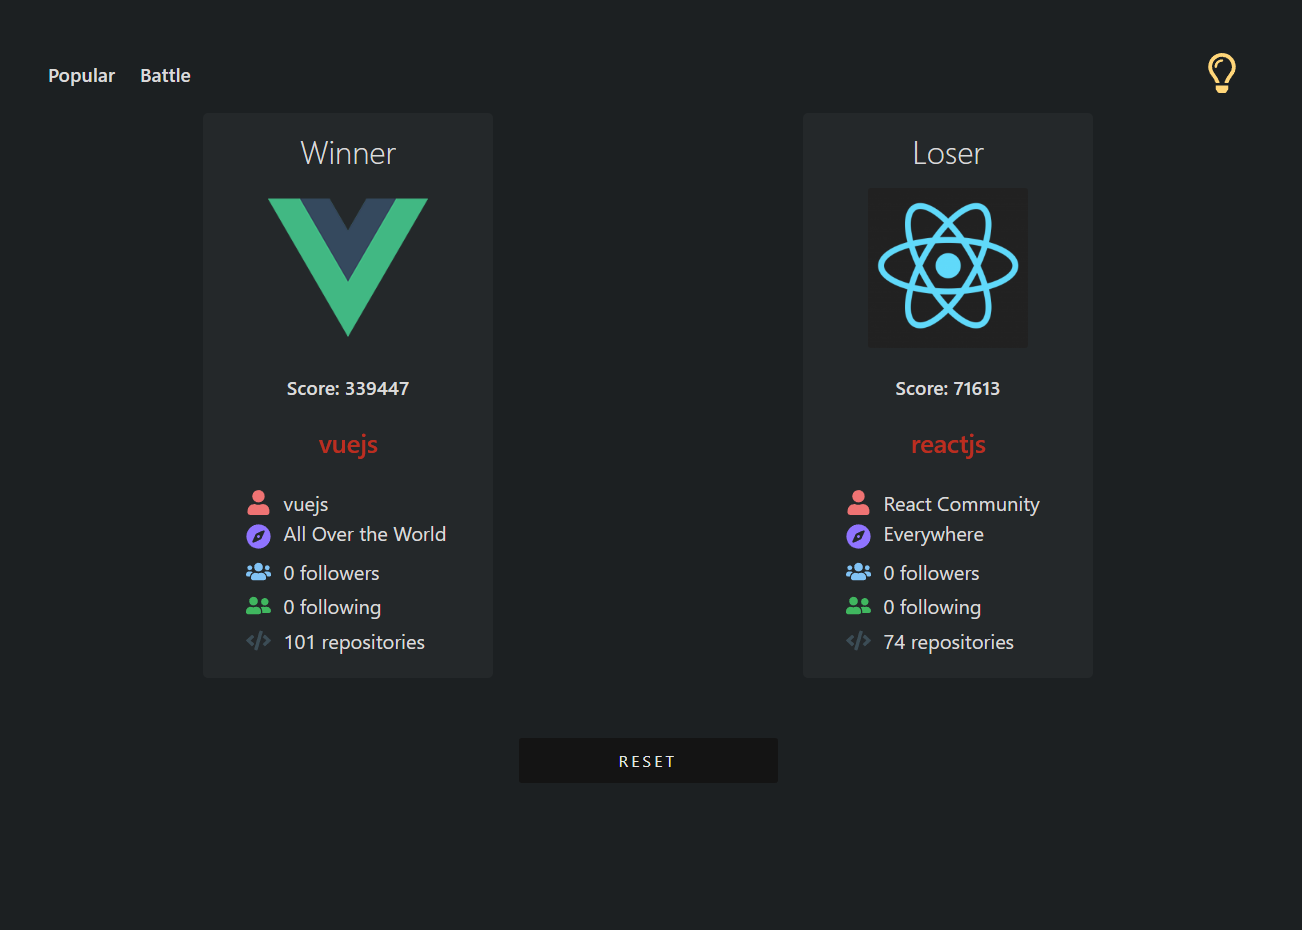 Popular Battle
Winner
Score: 339447
vuejs
vuejs
All Over the World
0 followers
0 following
101 repositories
Loser
Score: 71613
reactjs
React Community
Everywhere
0 followers
0 following
74 repositories
RESET